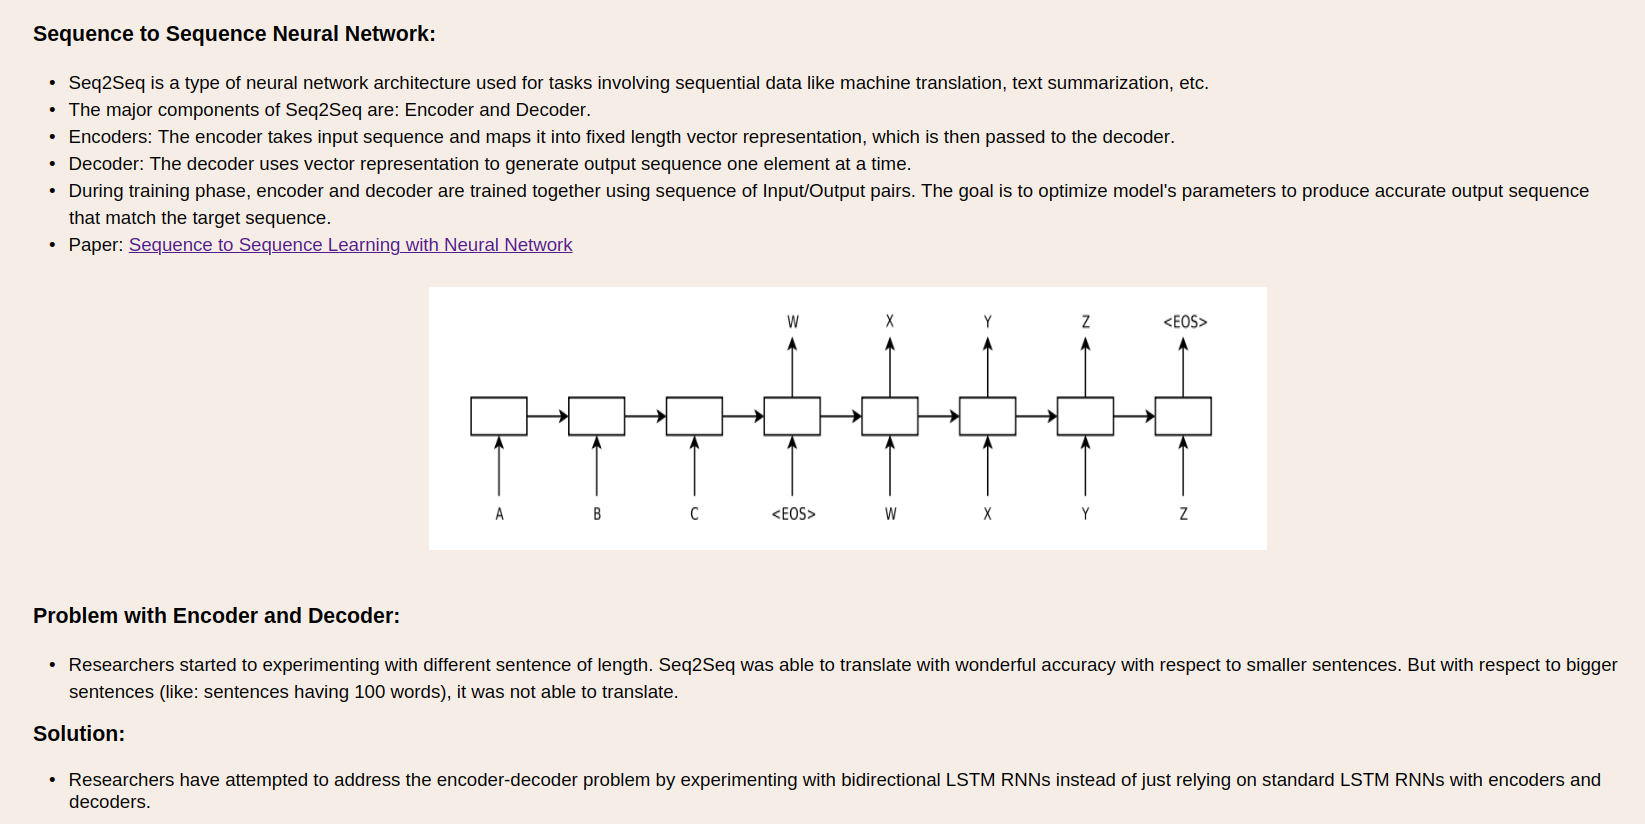 Sequence to Sequence Neural Network:
• Seq2Seq is a type of neural network architecture used for tasks involving sequential data like machine translation, text summarization, etc.
• The major components of Seq2Seq are: Encoder and Decoder.
• Encoders: The encoder takes input sequence and maps it into fixed length vector representation, which is then passed to the decoder.
• Decoder: The decoder uses vector representation to generate output sequence one element at a time.
• During training phase, encoder and decoder are trained together using sequence of Input/Output pairs. The goal is to optimize model's parameters to produce accurate output sequence
that match the target sequence.
• Paper: Sequence to Sequence Learning with Neural Network
W X Y Z <EOS>
A B C <EOS> W X Y Z
Problem with Encoder and Decoder:
• Researchers started to experimenting with different sentence of length. Seq2Seq was able to translate with wonderful accuracy with respect to smaller sentences. But with respect to bigger
sentences (like: sentences having 100 words), it was not able to translate.
Solution:
• Researchers have attempted to address the encoder-decoder problem by experimenting with bidirectional LSTM RNNs instead of just relying on standard LSTM RNNs with encoders and
decoders.